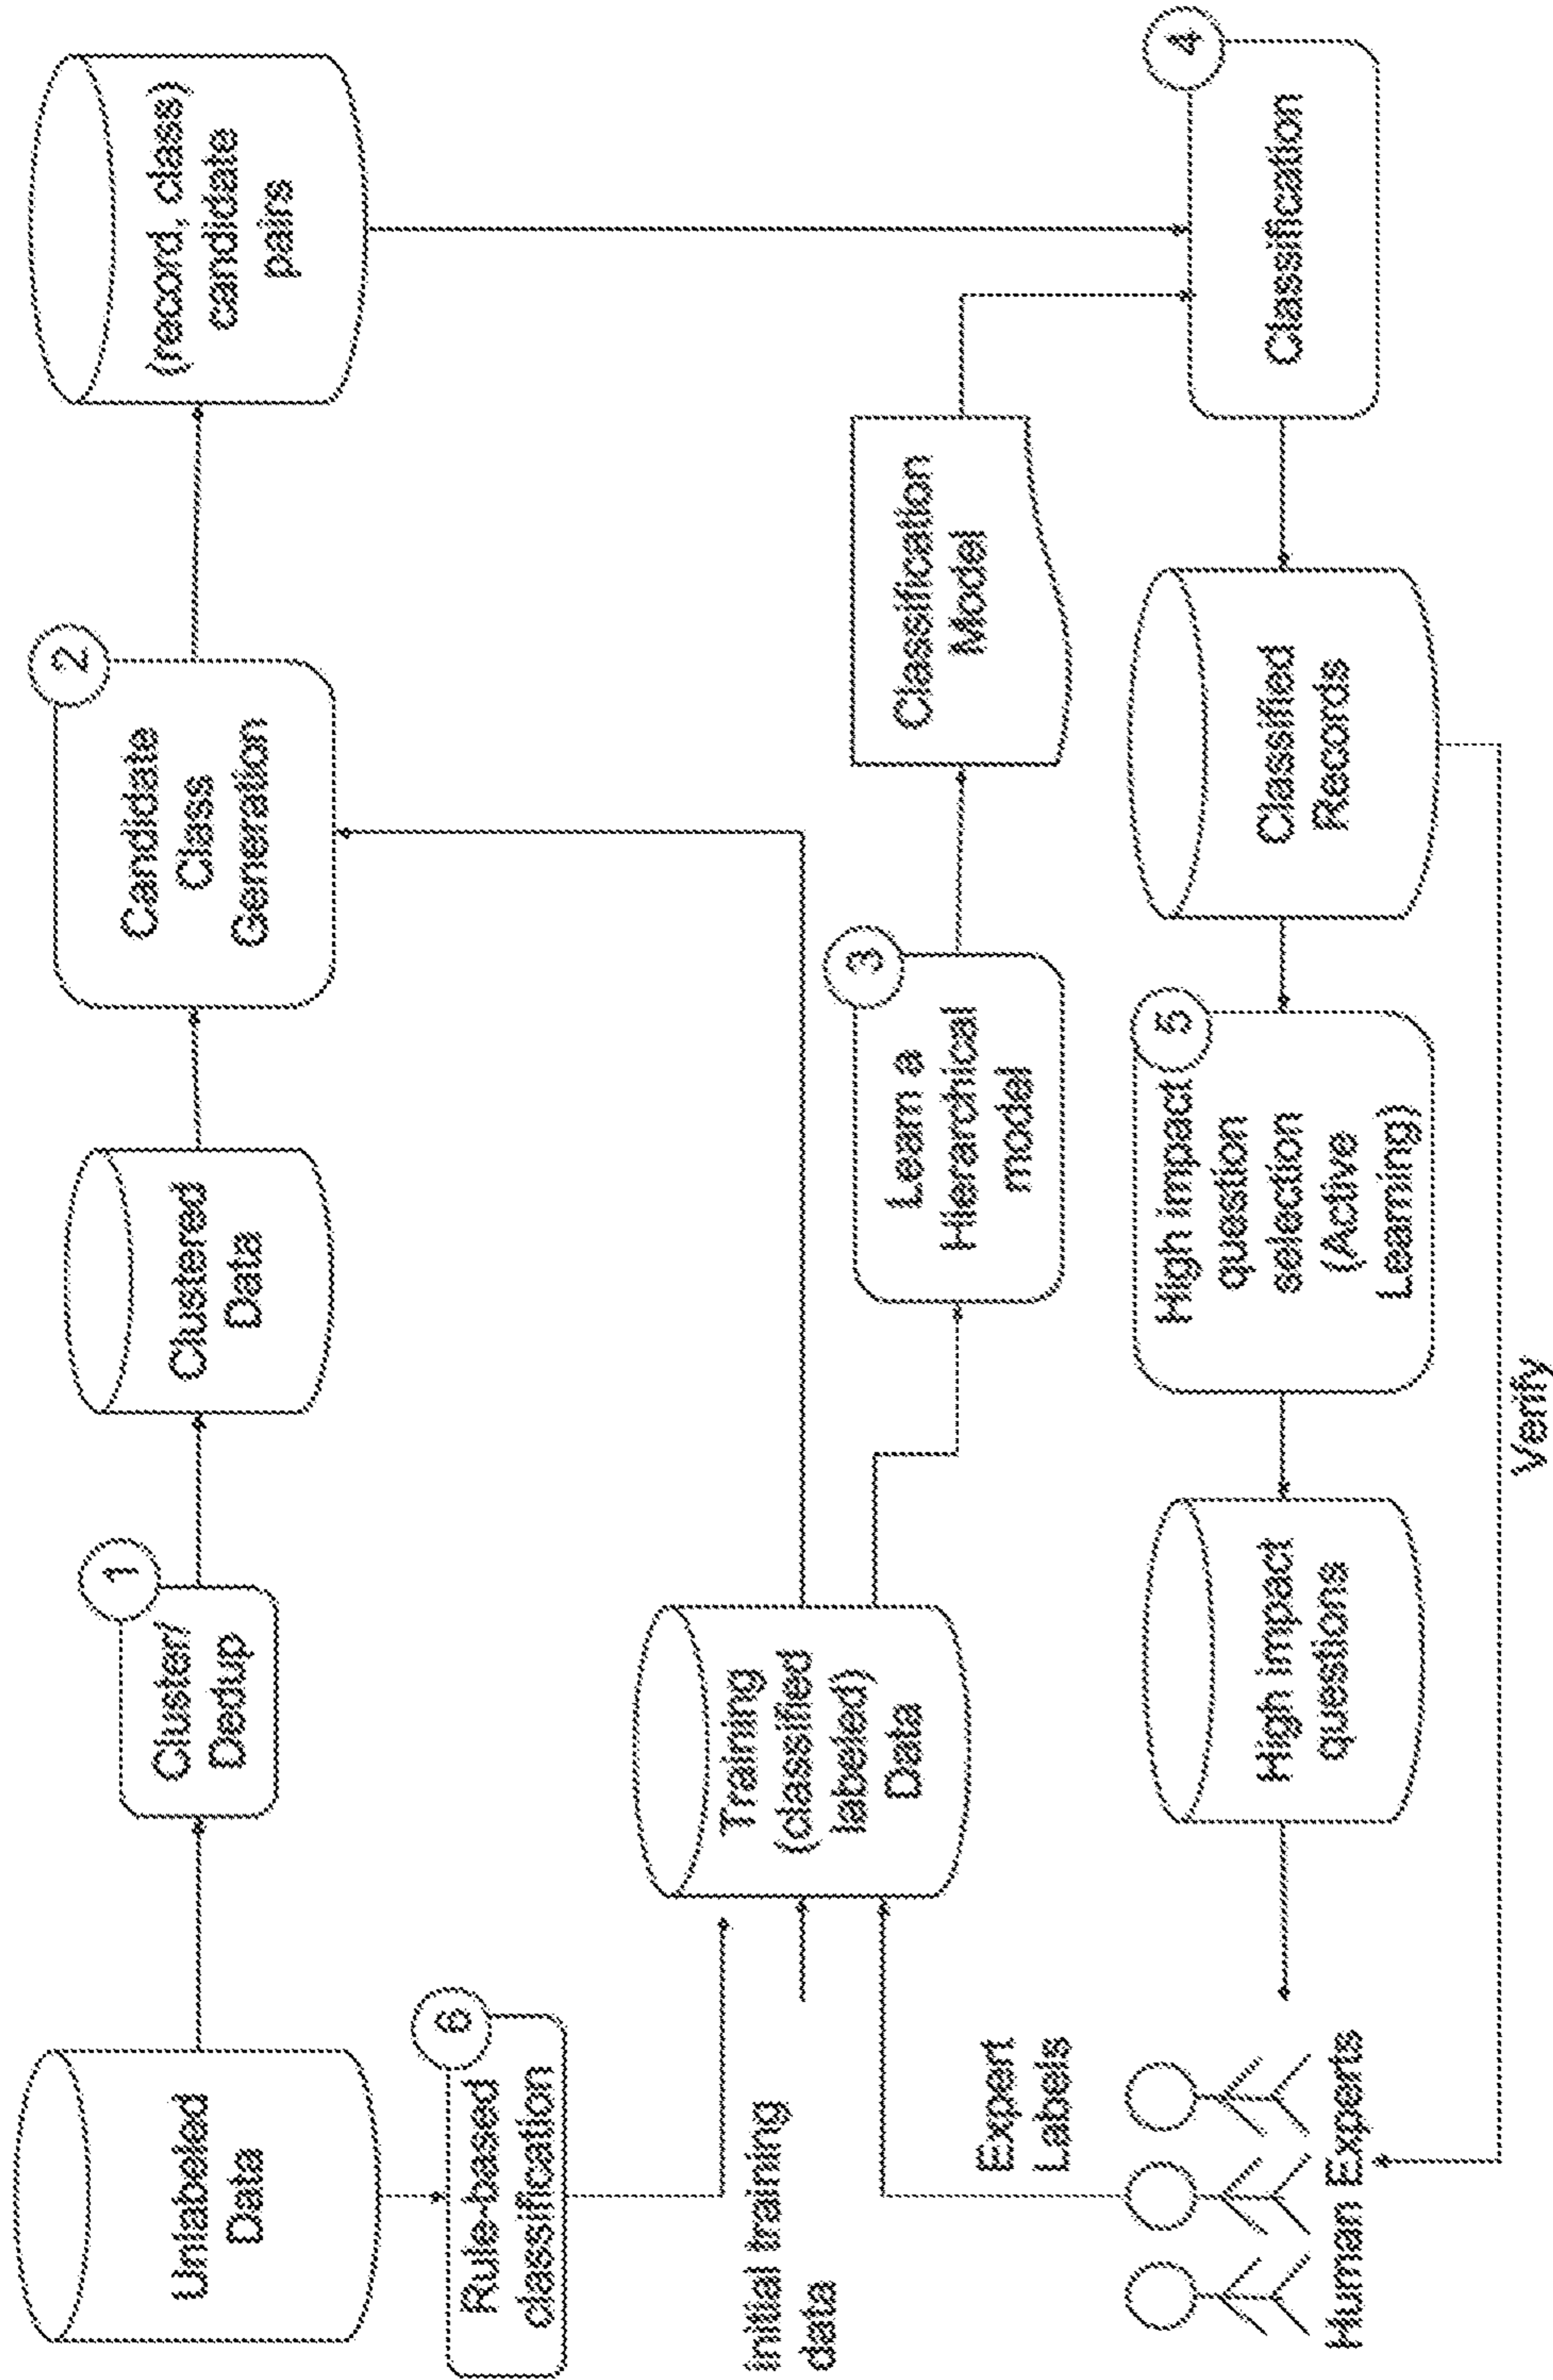 Unlabeled
Data
1
Cluster/
Dedup
Clustered
Data
2
Candidate
Class
Generation
(record, class)
candidate
pairs
6
Rule-based
classification
Initial training
data
Training
(classified
labeled)
Data
3
Learn a
Hierarchical
model
Classification
Model
Expert
Labels
Human Experts
High impact
questions
5
High impact
question
selection
(Active
Learning)
Classified
Records
4
Classification
Verify